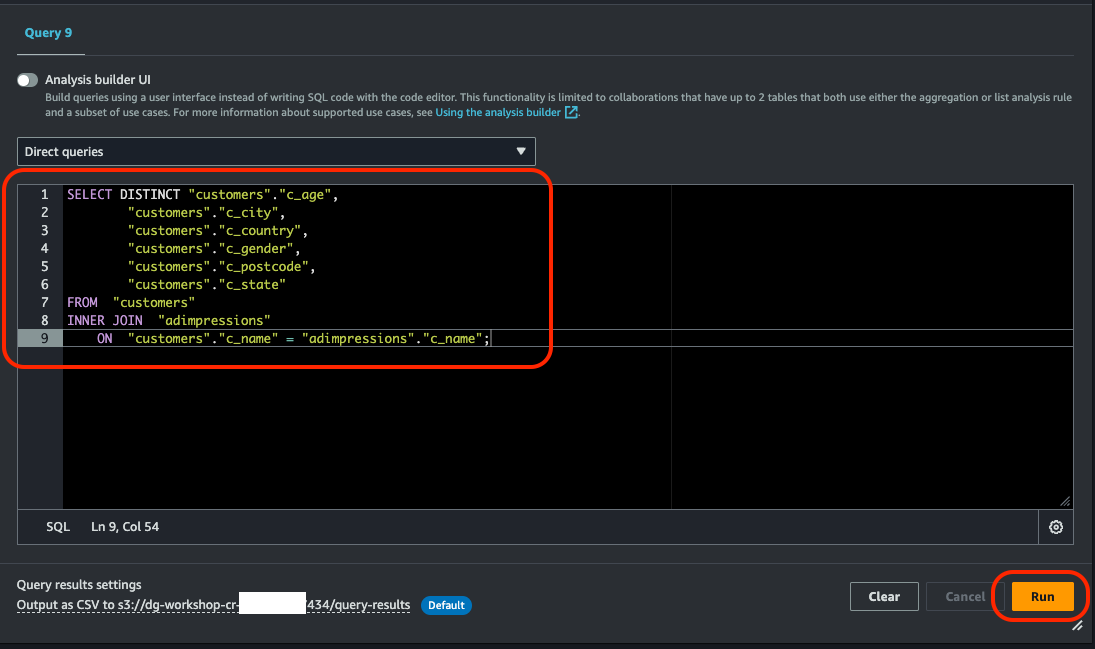 Query 9
Analysis builder UI
Build queries using a user interface instead of writing SQL code with the code editor. This functionality is limited to collaborations that have up to 2 tables that both use either the aggregation or list analysis rule
and a subset of use cases. For more information about supported use cases, see Using the analysis builder.
Direct queries
1 SELECT DISTINCT "customers"."c_age",
2 "customers"."c_city",
3 "customers"."c_country",
4 "customers"."c_gender",
5 "customers"."c_postcode",
6 "customers"."c_state"
7 FROM "customers"
8 INNER JOIN "adimpressions"
9 ON "customers"."c_name" = "adimpressions"."c_name";
SQL Ln 9, Col 54
Query results settings
Output as CSV to s3://dg-workshop-cr- 434/query-results Default
Clear Cancel Run